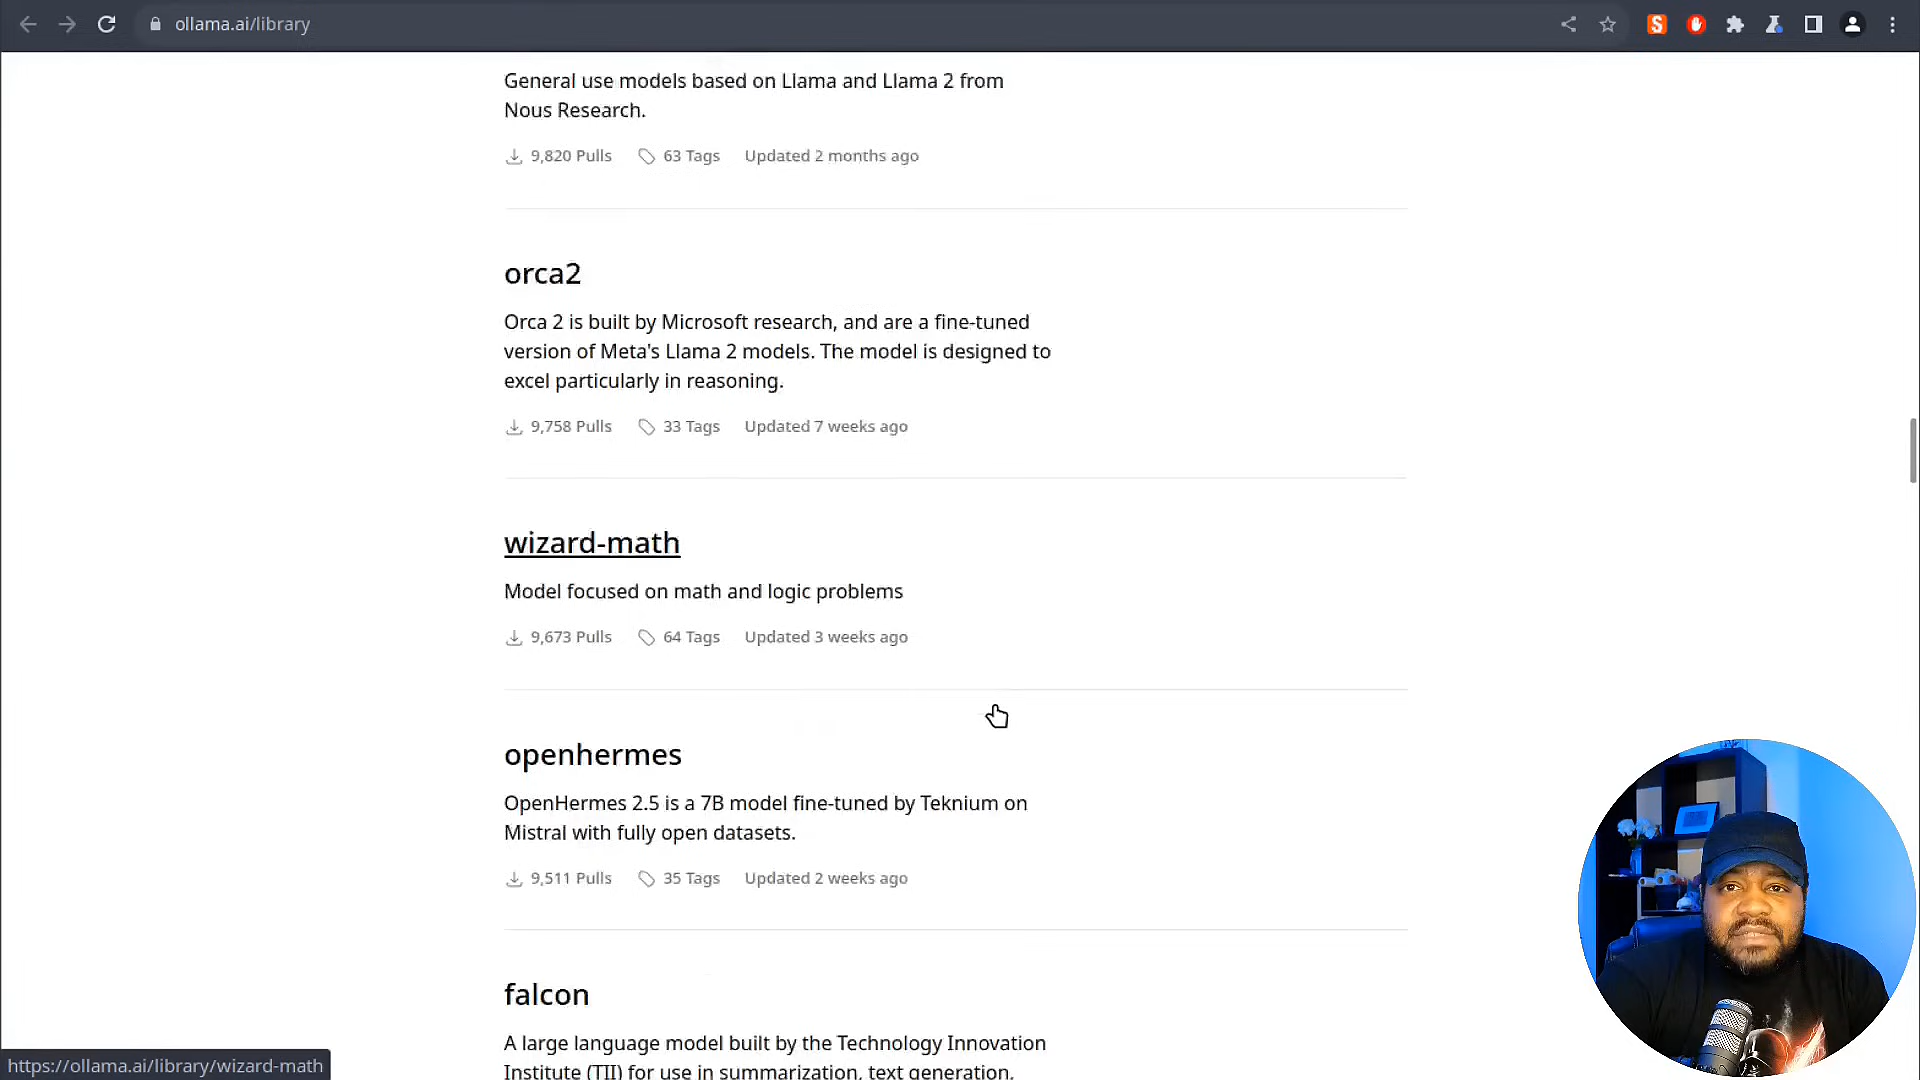 ollama.ai/library
General use models based on Llama and Llama 2 from
Nous Research.
9,820 Pulls 63 Tags Updated 2 months ago
orca2
Orca 2 is built by Microsoft research, and are a fine-tuned
version of Meta's Llama 2 models. The model is designed to
excel particularly in reasoning.
9,758 Pulls 33 Tags Updated 7 weeks ago
wizard-math
Model focused on math and logic problems
9,673 Pulls 64 Tags Updated 3 weeks ago
openhermes
OpenHermes 2.5 is a 7B model fine-tuned by Teknium on
Mistral with fully open datasets.
9,511 Pulls 35 Tags Updated 2 weeks ago
falcon
A large language model built by the Technology Innovation
Institute (TII) for use in summarization, text generation,
https://ollama.ai/library/wizard-math